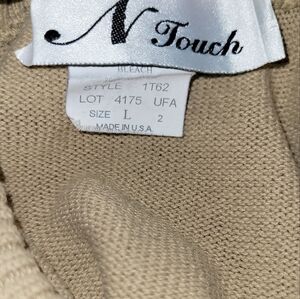 N Touch
BLEACH
STYLE 1T62
LOT 4175 UFA
SIZE L 2
MADE IN U.S.A.